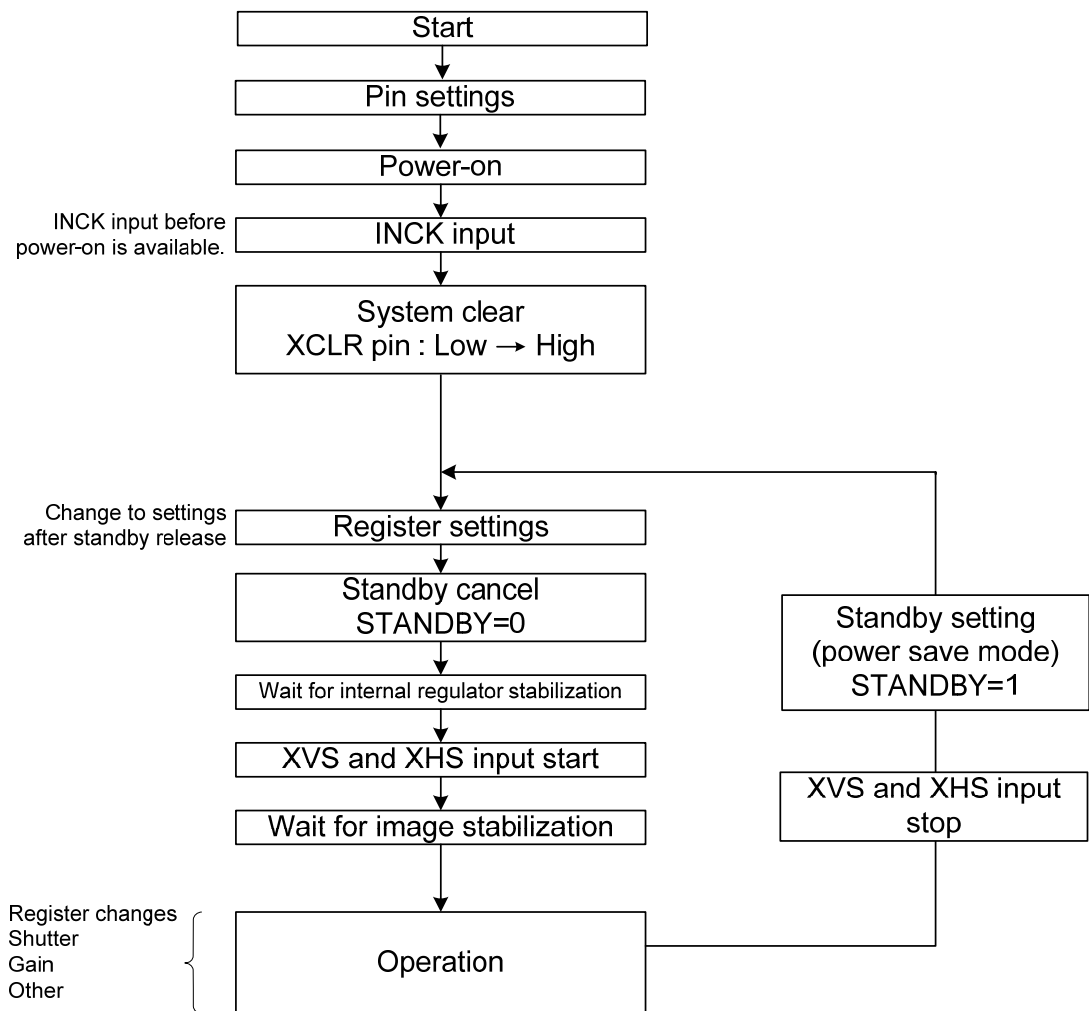 Start
Pin settings
Power-on
INCK input before
power-on is available.
INCK input
System clear
XCLR pin : Low → High
Change to settings
after standby release
Register settings
Standby cancel
STANDBY=0
Wait for internal regulator stabilization
XVS and XHS input start
Wait for image stabilization
Register changes
Shutter
Gain
Other
Operation
Standby setting
(power save mode)
STANDBY=1
XVS and XHS input
stop